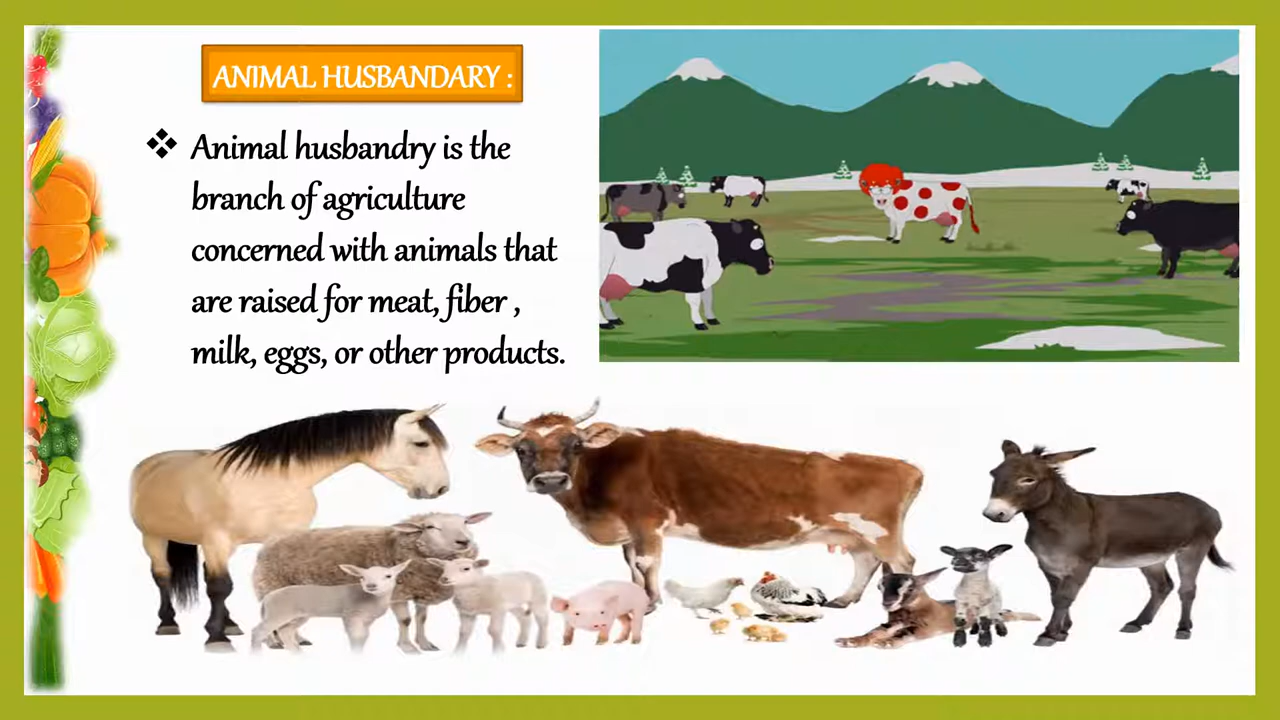 ANIMAL HUSBANDARY :
Animal husbandry is the
branch of agriculture
concerned with animals that
are raised for meat, fiber ,
milk, eggs, or other products.